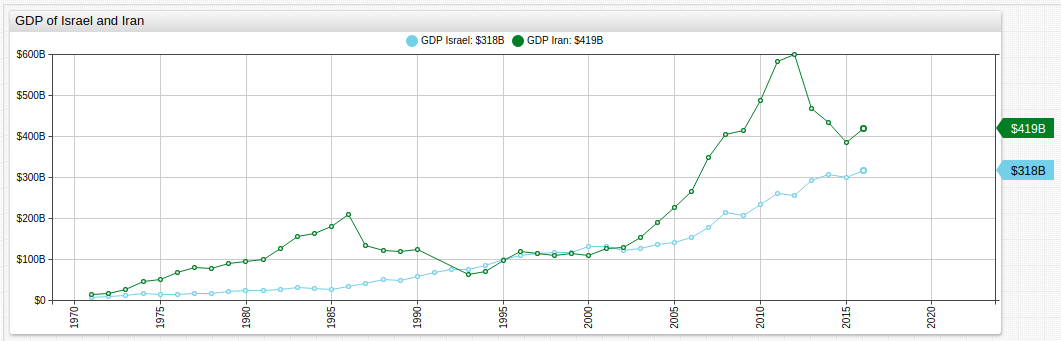 GDP of Israel and Iran
GDP Israel: $318B GDP Iran: $419B
$600B
$500B
$400B
$300B
$200B
$100B
$0
$419B
$318B
1970 1975 1980 1985 1990 1995 2000 2005 2010 2015 2020